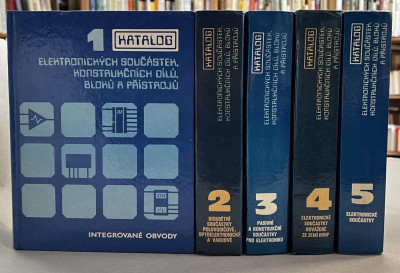 1 KATALOG
ELEKTRONICKÝCH SOUČÁSTEK,
KONSTRUKČNÍCH DÍLŮ,
BLOKŮ A PŘÍSTROJŮ
INTEGROVANÉ OBVODY
KATALOG
ELEKTRONICKÝCH SOUČÁSTEK,
KONSTRUKČNÍCH DÍLŮ, BLOKŮ
A PŘÍSTROJŮ
2
DISKRÉTNÍ
SOUČÁSTKY
POLOVODIČOVÉ,
OPTOELEKTRONICKÉ
A VAKUOVÉ
KATALOG
ELEKTRONICKÝCH SOUČÁSTEK,
KONSTRUKČNÍCH DÍLŮ, BLOKŮ
A PŘÍSTROJŮ
3
PASIVNÍ
A KONSTRUKČNÍ
SOUČÁSTKY
PRO ELEKTRONIKU
KATALOG
ELEKTRONICKÝCH SOUČÁSTEK,
KONSTRUKČNÍCH DÍLŮ, BLOKŮ
A PŘÍSTROJŮ
4
ELEKTRONICKÉ
SOUČÁSTKY
DOVÁŽENÉ
ZE ZEMÍ RVHP
KATALOG
ELEKTRONICKÝCH SOUČÁSTEK,
KONSTRUKČNÍCH DÍLŮ, BLOKŮ
A PŘÍSTROJŮ
5
ELEKTRONICKÉ
SOUČÁSTKY